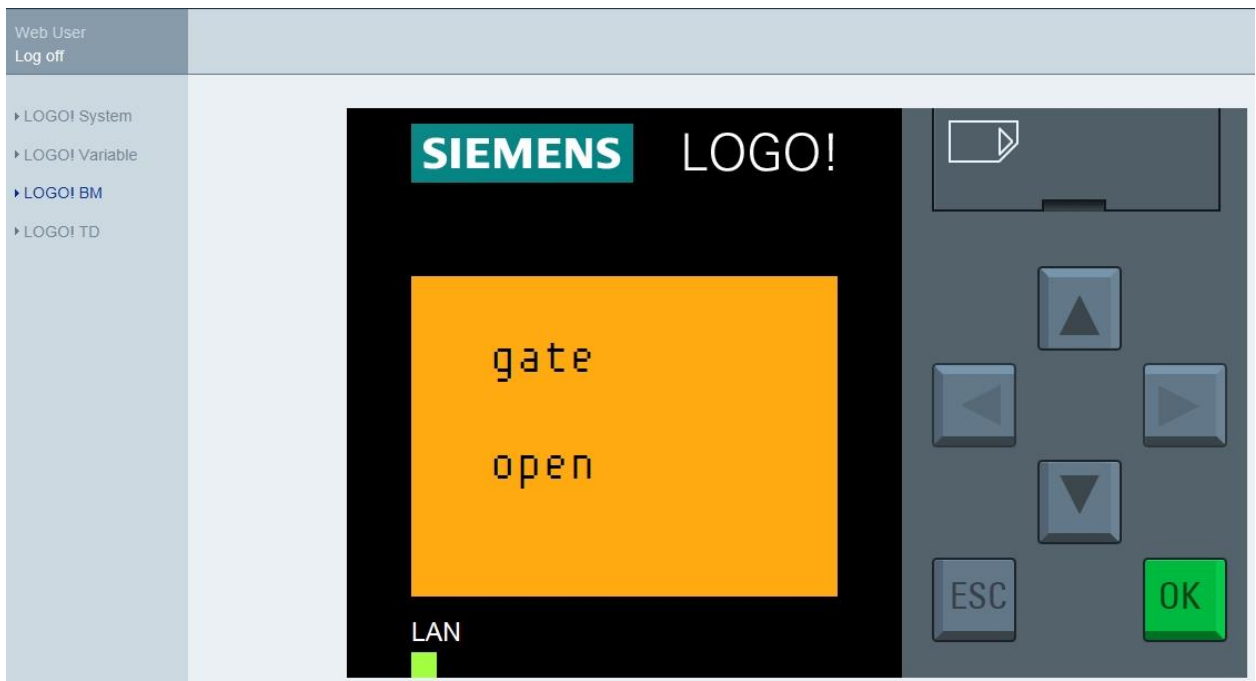 Web User
Log off
LOGO! System
LOGO! Variable
LOGO! BM
LOGO! TD
SIEMENS LOGO!
gate
open
ESC OK
LAN